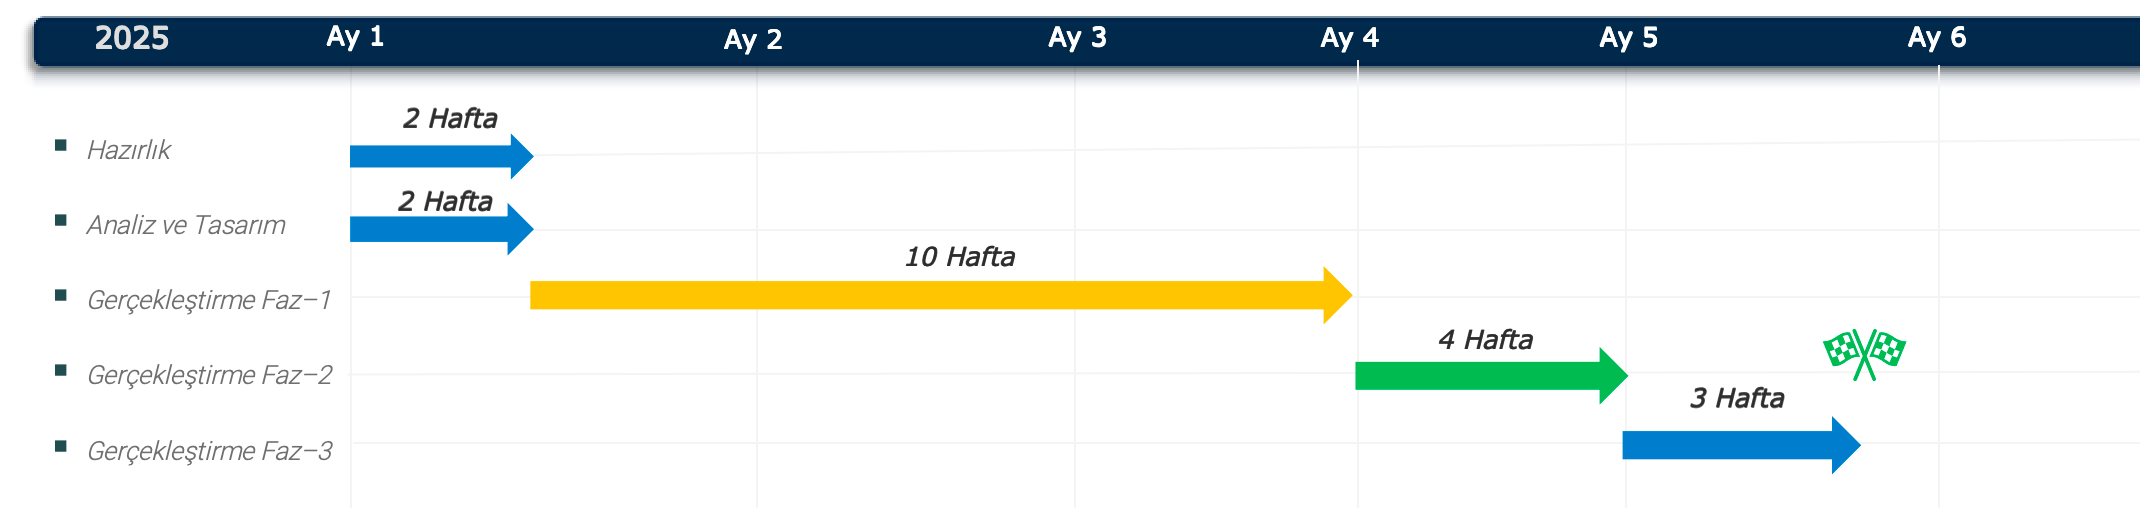 2025 Ay 1 Ay 2 Ay 3 Ay 4 Ay 5 Ay 6
2 Hafta
Hazırlık
2 Hafta
Analiz ve Tasarım
10 Hafta
Gerçekleştirme Faz–1
4 Hafta
Gerçekleştirme Faz–2
3 Hafta
Gerçekleştirme Faz–3